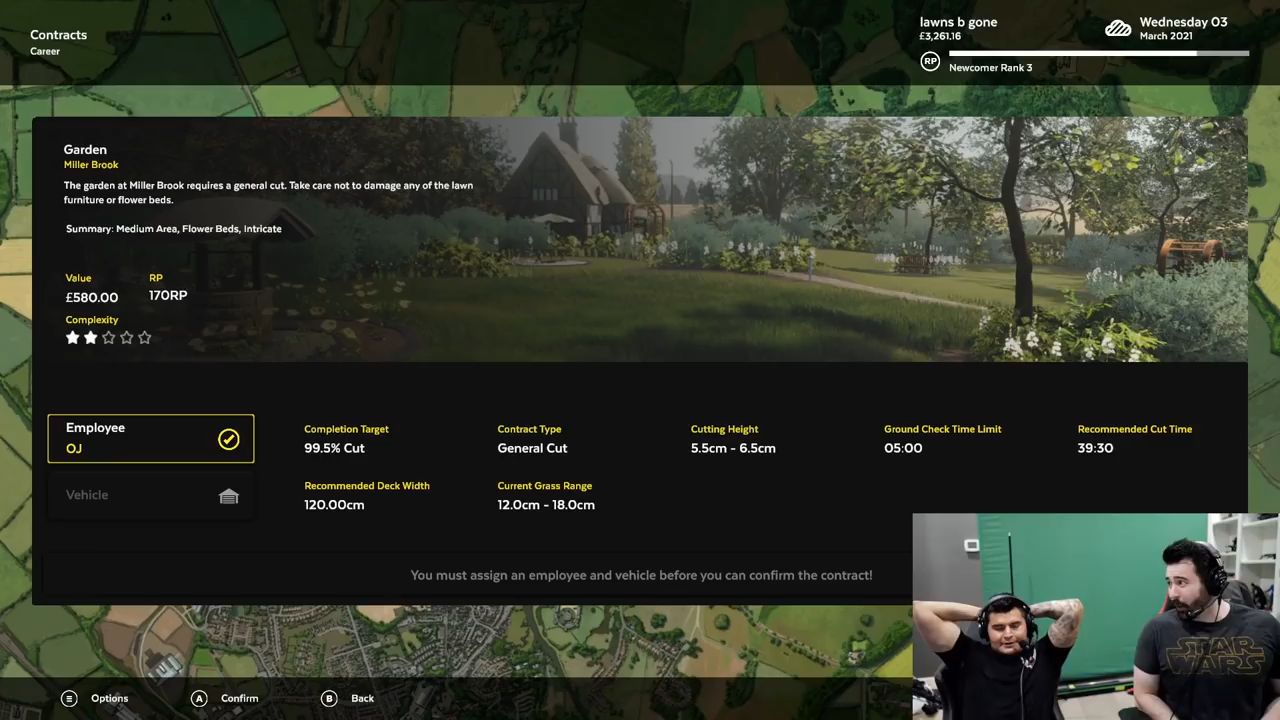 Contracts
Career
lawns b gone
£3,261.16
Wednesday 03
March 2021
RP
Newcomer Rank 3
Garden
Miller Brook
The garden at Miller Brook requires a general cut. Take care not to damage any of the lawn
furniture or flower beds.
Summary: Medium Area, Flower Beds, Intricate
Value
£580.00
RP
170RP
Complexity
Employee
OJ
Vehicle
Completion Target
99.5% Cut
Contract Type
General Cut
Cutting Height
5.5cm - 6.5cm
Ground Check Time Limit
05:00
Recommended Cut Time
39:30
Recommended Deck Width
120.00cm
Current Grass Range
12.0cm - 18.0cm
You must assign an employee and vehicle before you can confirm the contract!
Options
A Confirm
B Back
STAR
WARS